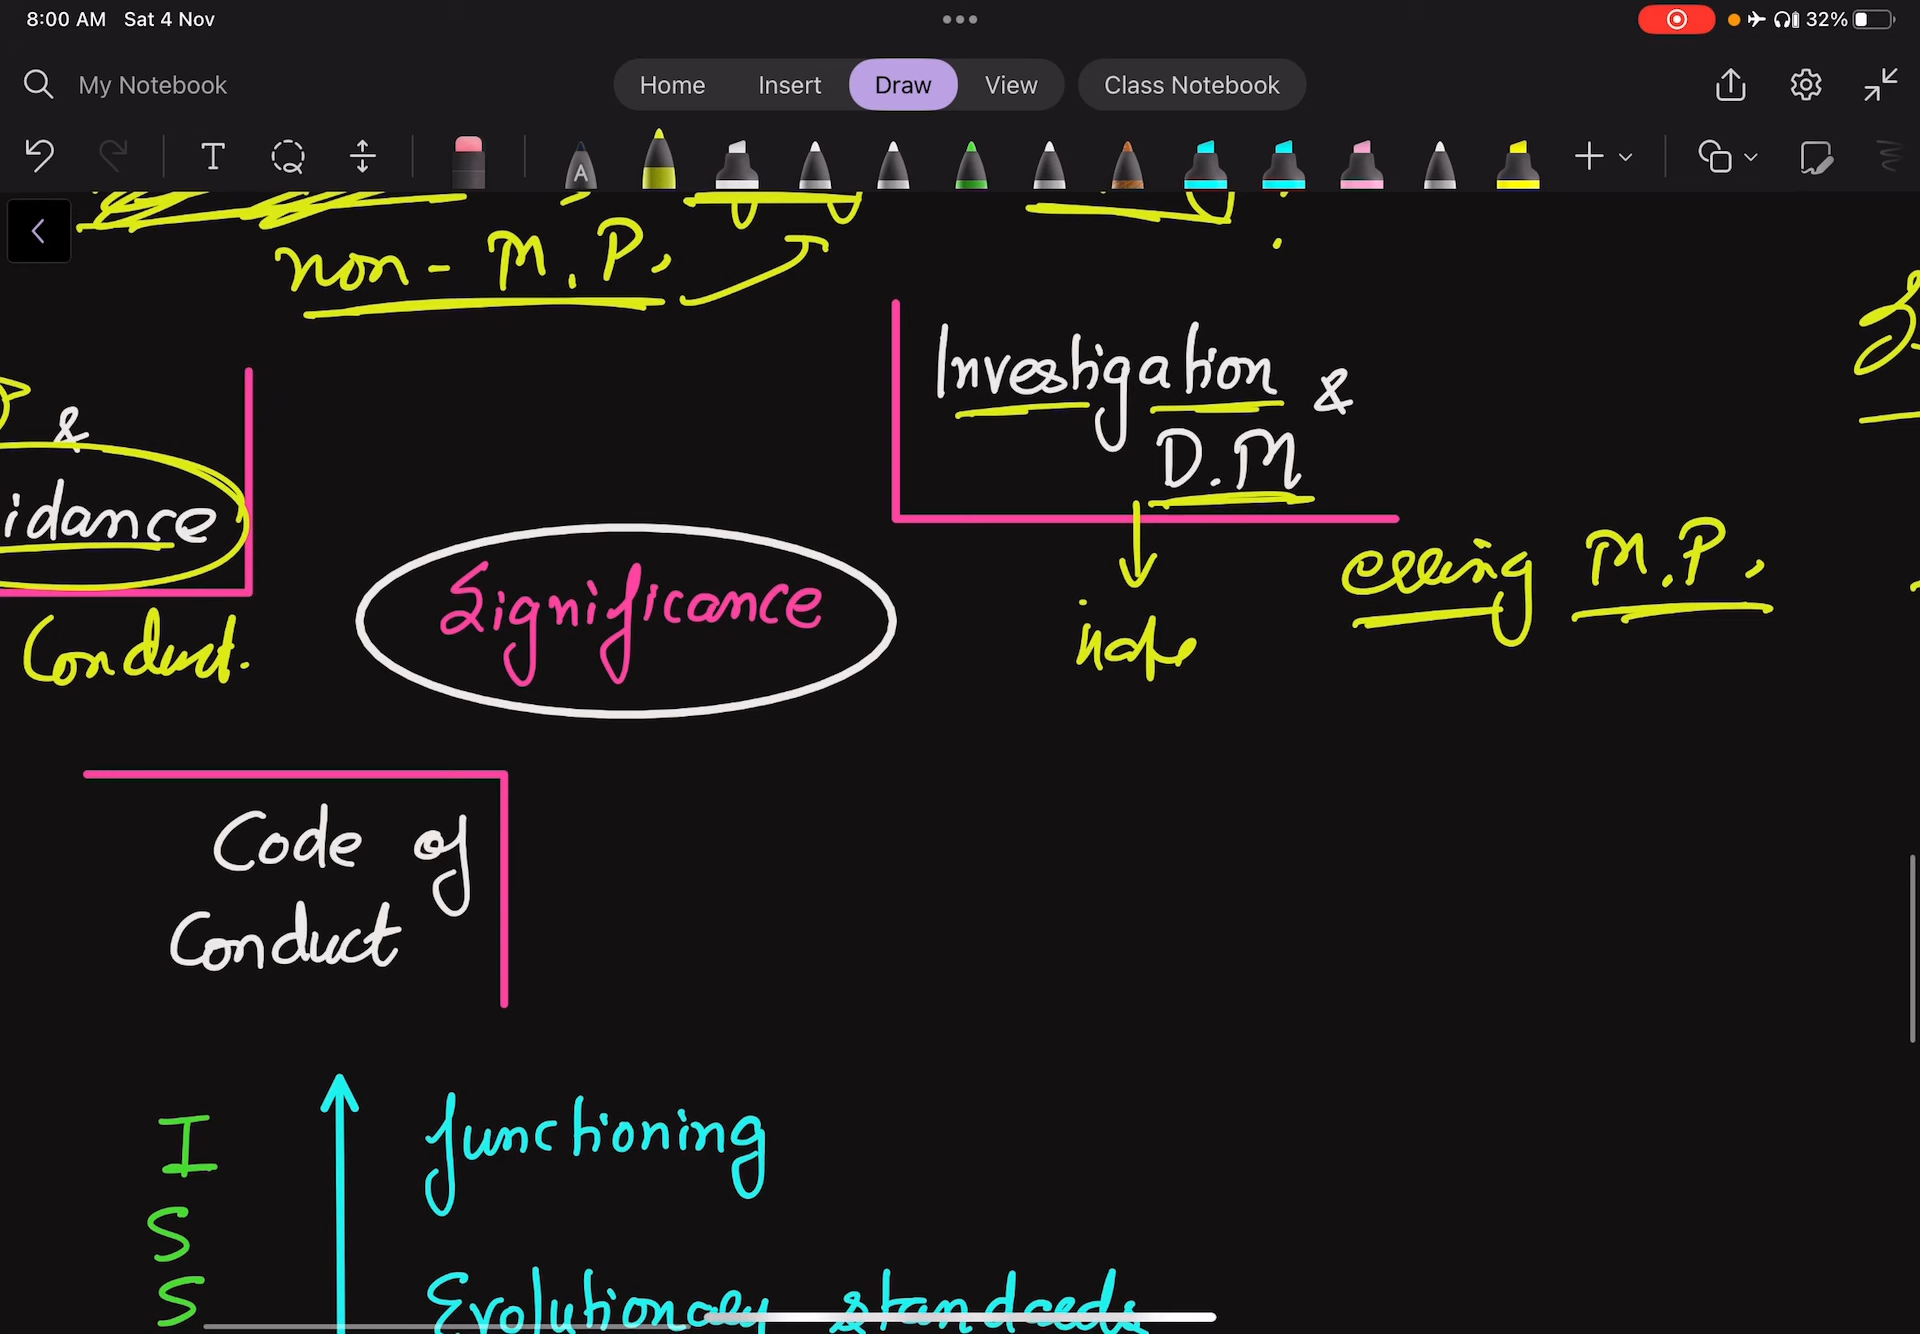 8:00 AM Sat 4 Nov
32%
My Notebook
Home Insert Draw View Class Notebook
T
A
non - M.P.
Investigation &
D.M
&
idance
Conduct.
Significance
erring M.P.
Code of
Conduct
I
S
S
functioning
Evolutionary standards